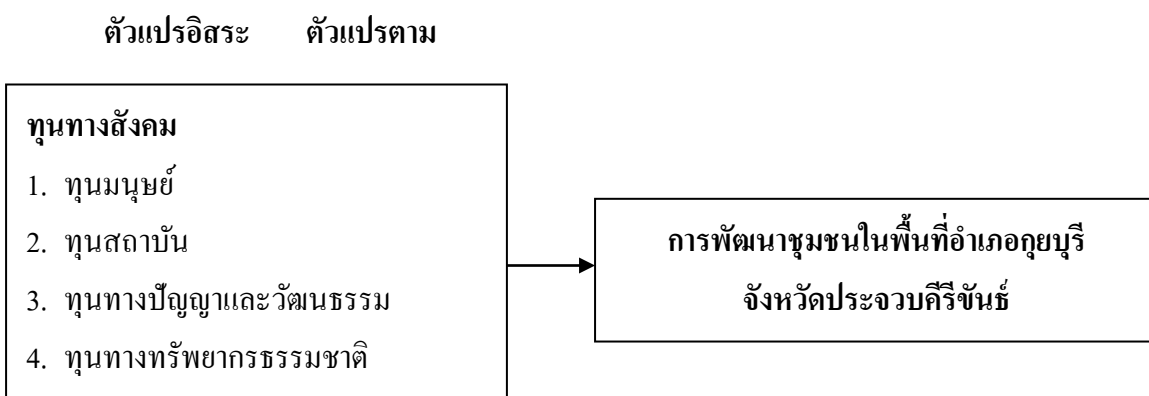 ตัวแปรอิสระ ตัวแปรตาม
ทุนทางสังคม
1. ทุนมนุษย์
2. ทุนสถาบัน
3. ทุนทางปัญญาและวัฒนธรรม
4. ทุนทางทรัพยากรธรรมชาติ
การพัฒนาชุมชนในพื้นที่อำเภอกุยบุรี
จังหวัดประจวบคีรีขันธ์